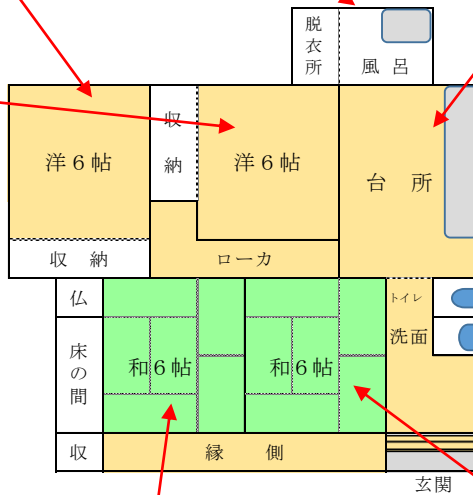 脱衣所
風 呂
洋6帖
収納
洋6帖
台 所
収 納
ローカ
仏
トイレ
洗面
床の間
和6帖
和6帖
収
縁 側
玄関